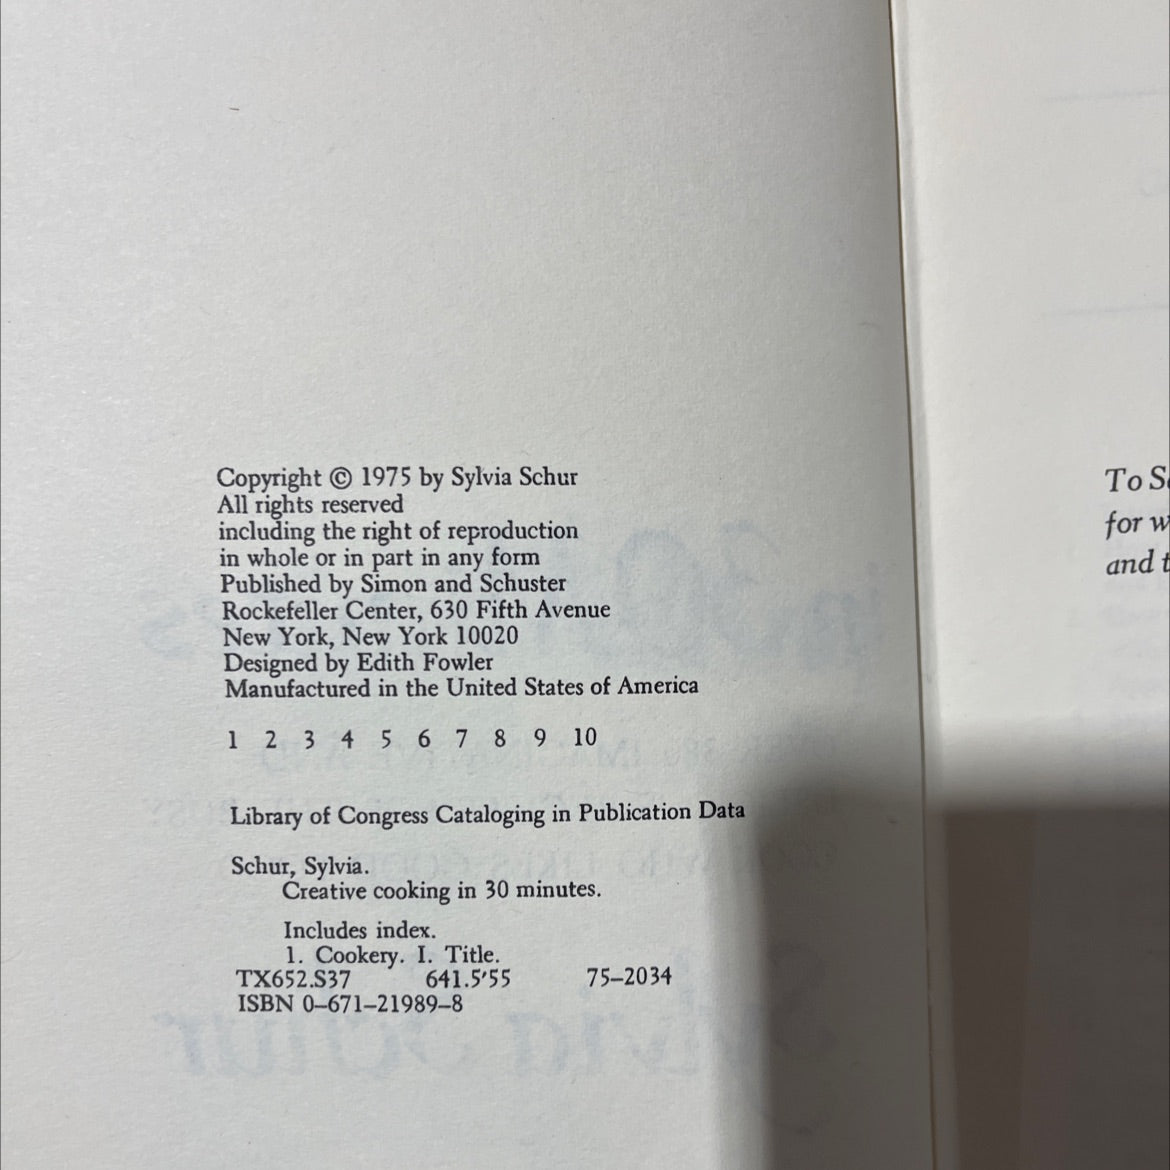 Copyright © 1975 by Sylvia Schur
All rights reserved
including the right of reproduction
in whole or in part in any form
Published by Simon and Schuster
Rockefeller Center, 630 Fifth Avenue
New York, New York 10020
Designed by Edith Fowler
Manufactured in the United States of America
1 2 3 4 5 6 7 8 9 10
Library of Congress Cataloging in Publication Data
Schur, Sylvia.
Creative cooking in 30 minutes.
Includes index.
1. Cookery. I. Title.
TX652.S37 641.5'55 75–2034
ISBN 0–671–21989–8
To
for
and